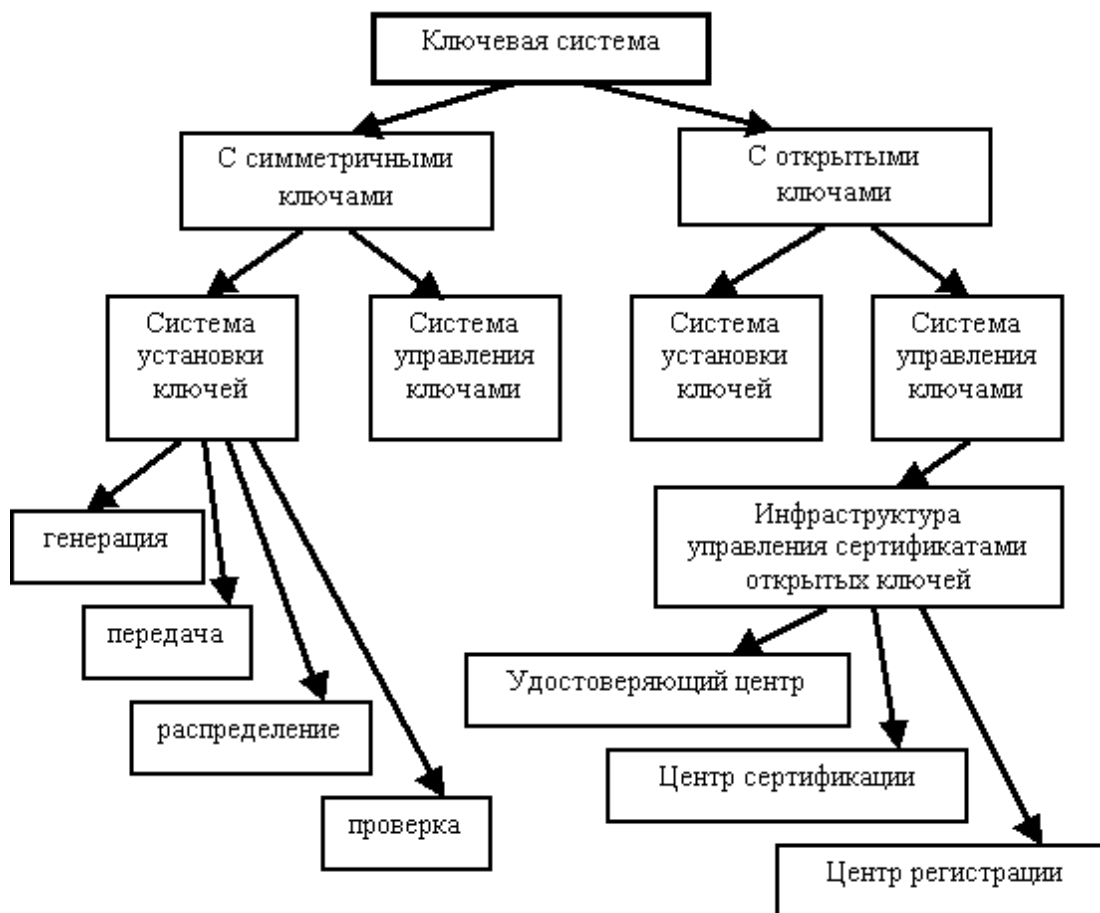 Ключевая система
С симметричными
ключами
С открытыми
ключами
Система
установки
ключей
Система
управления
ключами
Система
установки
ключей
Система
управления
ключами
генерация
передача
распределение
проверка
Инфраструктура
управления сертификатами
открытых ключей
Удостоверяющий центр
Центр сертификации
Центр регистрации